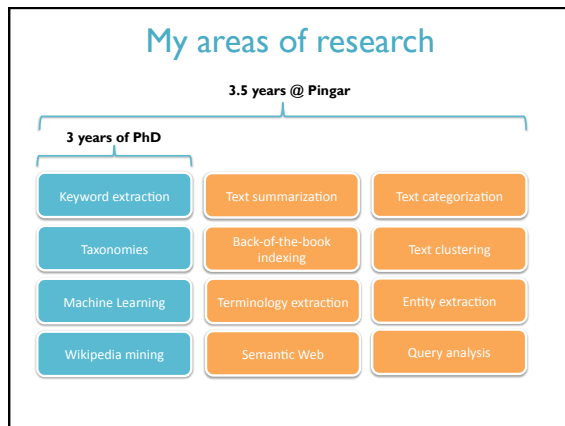 My areas of research
3.5 years @ Pingar
3 years of PhD
Keyword extraction
Text summarization
Text categorization
Taxonomies
Back-of-the-book
indexing
Text clustering
Machine Learning
Terminology extraction
Entity extraction
Wikipedia mining
Semantic Web
Query analysis